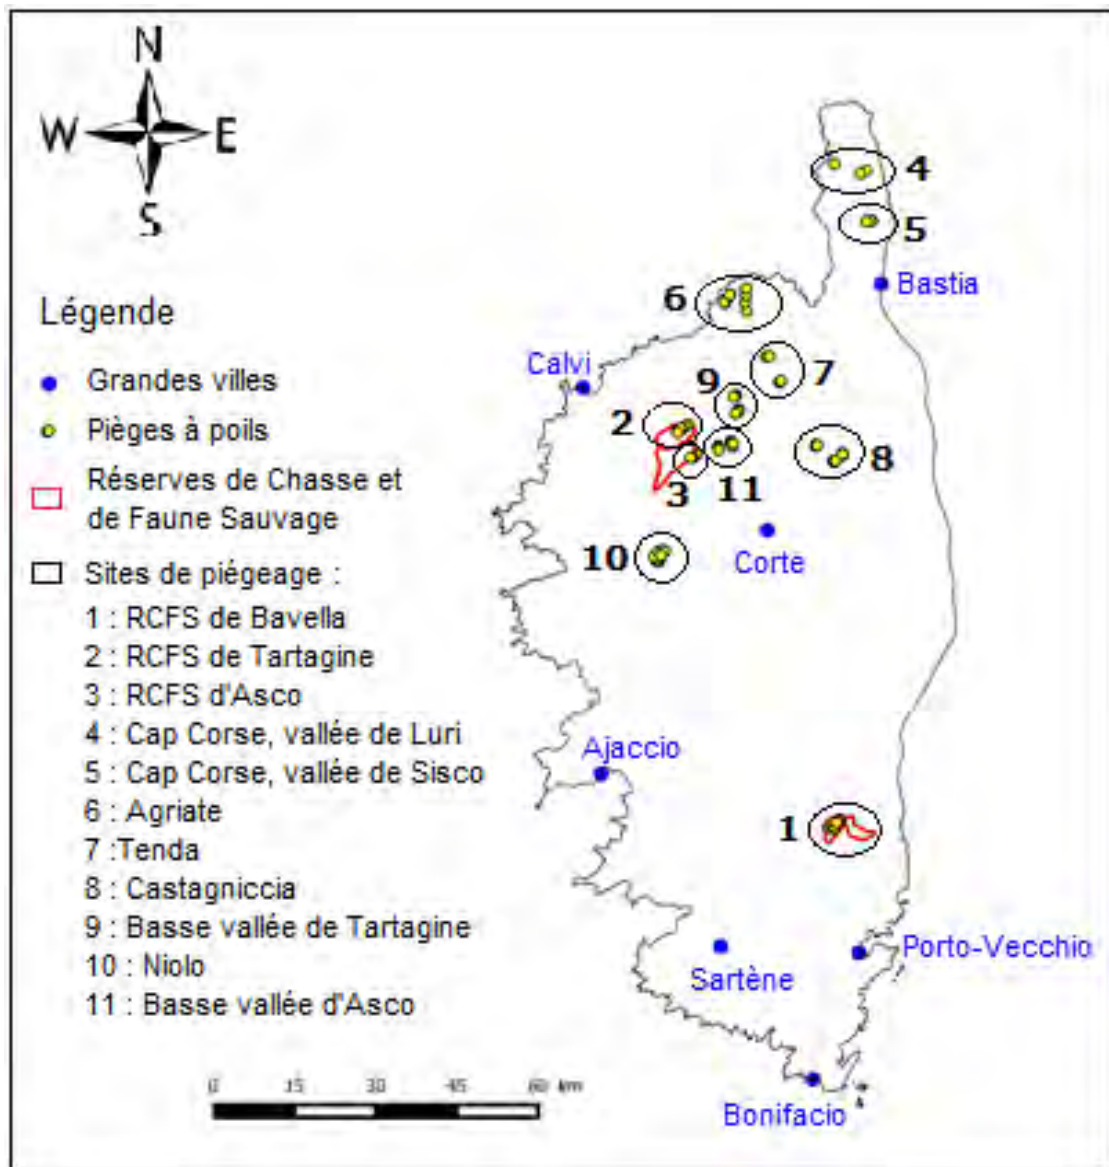 N
W E
S
Légende
Grandes villes
Pièges à poils
Réserves de Chasse et
de Faune Sauvage
Sites de piégeage :
1 : RCFS de Bavella
2 : RCFS de Tartagine
3 : RCFS d'Asco
4 : Cap Corse, vallée de Luri
5 : Cap Corse, vallée de Sisco
6 : Agriate
7 :Tenda
8 : Castagniccia
9 : Basse vallée de Tartagine
10 : Niolo
11 : Basse vallée d'Asco
0 15 30 45 60 km
4
5
Bastia
6
Calvi
7
9
2
8
3
11
10
Corte
Ajaccio
1
Porto-Vecchio
Sartène
Bonifacio